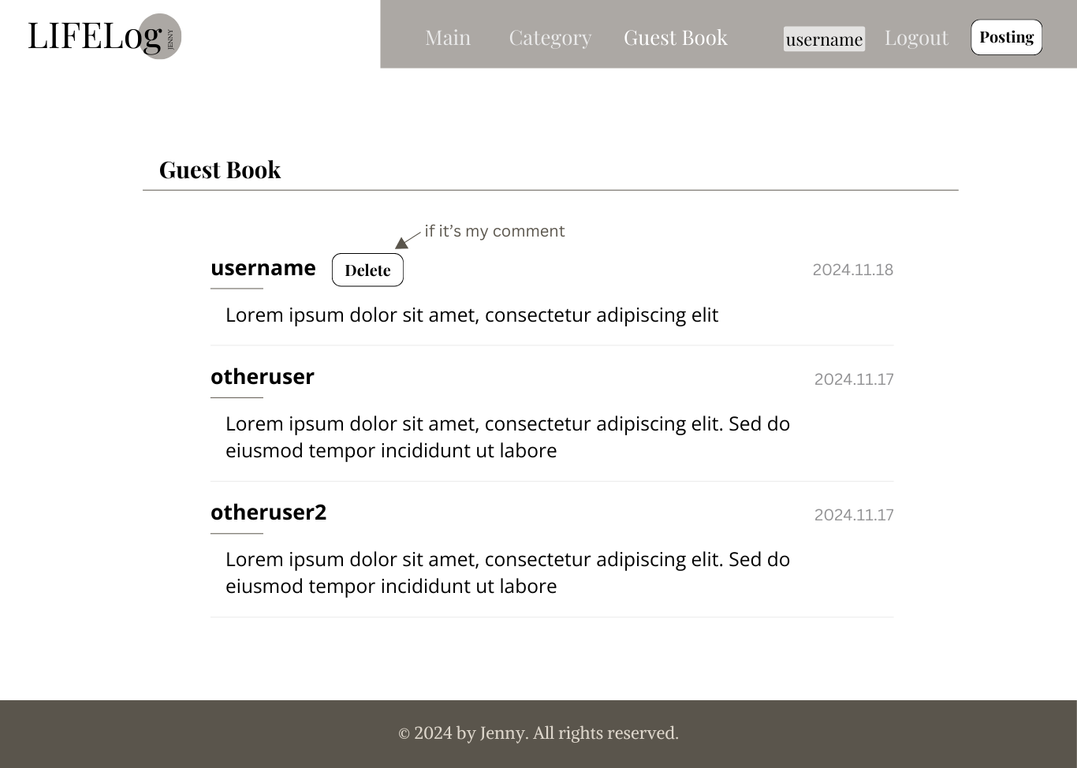 LIFELog
JENNY
Main Category Guest Book username Logout Posting
Guest Book
if it's my comment
username Delete 2024.11.18
Lorem ipsum dolor sit amet, consectetur adipiscing elit
otheruser 2024.11.17
Lorem ipsum dolor sit amet, consectetur adipiscing elit. Sed do
eiusmod tempor incididunt ut labore
otheruser2 2024.11.17
Lorem ipsum dolor sit amet, consectetur adipiscing elit. Sed do
eiusmod tempor incididunt ut labore
© 2024 by Jenny. All rights reserved.